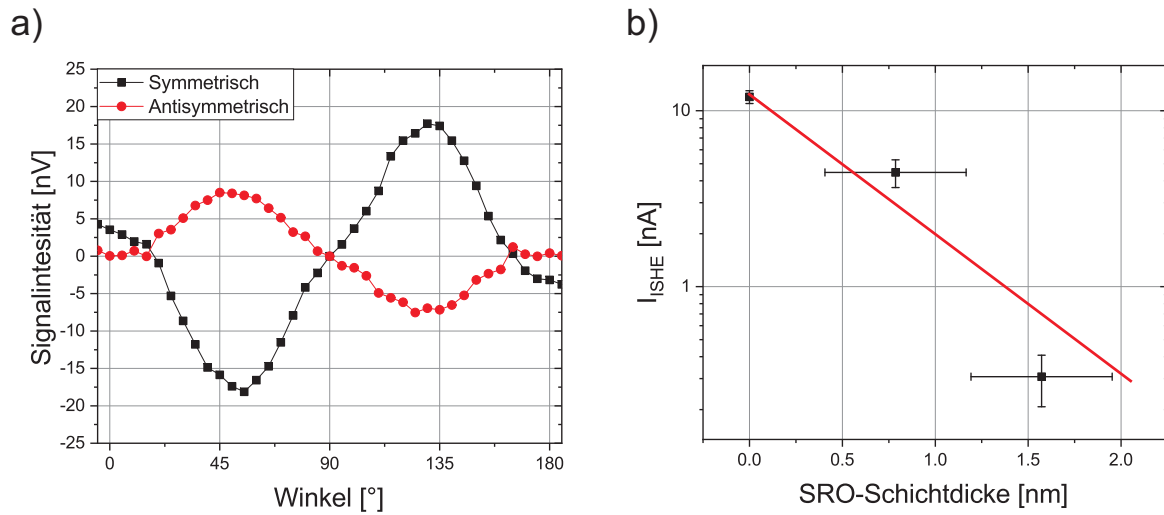 a)
25
20
15
10
5
0
-5
-10
-15
-20
-25
Signalintesität [nV]
Symmetrisch
Antisymmetrisch
0
45
90
135
180
Winkel [°]
b)
10
1
I_ISHE [nA]
0.0
0.5
1.0
1.5
2.0
SRO-Schichtdicke [nm]